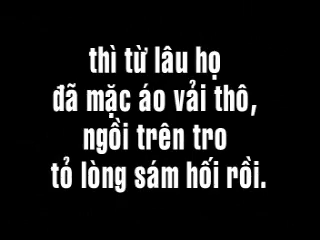 thì từ lâu họ
đã mặc áo vải thô,
ngồi trên tro
tỏ lòng sám hối rồi.